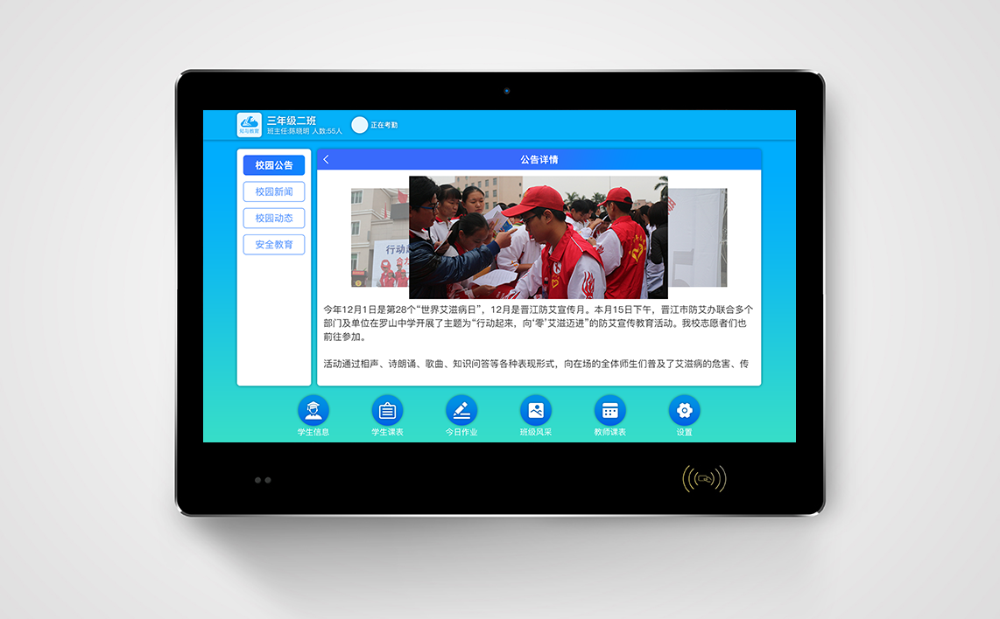 知与教育
三年级二班
班主任:陈晓明 人数:55人
正在考勤
校园公告
校园新闻
校园动态
安全教育
公告详情
行动
合力
今年12月1日是第28个“世界艾滋病日”，12月是晋江防艾宣传月。本月15日下午，晋江市防艾办联合多个
部门及单位在罗山中学开展了主题为“行动起来，向‘零’艾滋迈进”的防艾宣传教育活动。我校志愿者们也
前往参加。
活动通过相声、诗朗诵、歌曲、知识问答等各种表现形式，向在场的全体师生们普及了艾滋病的危害、传
学生信息
学生课表
今日作业
班级风采
教师课表
设置